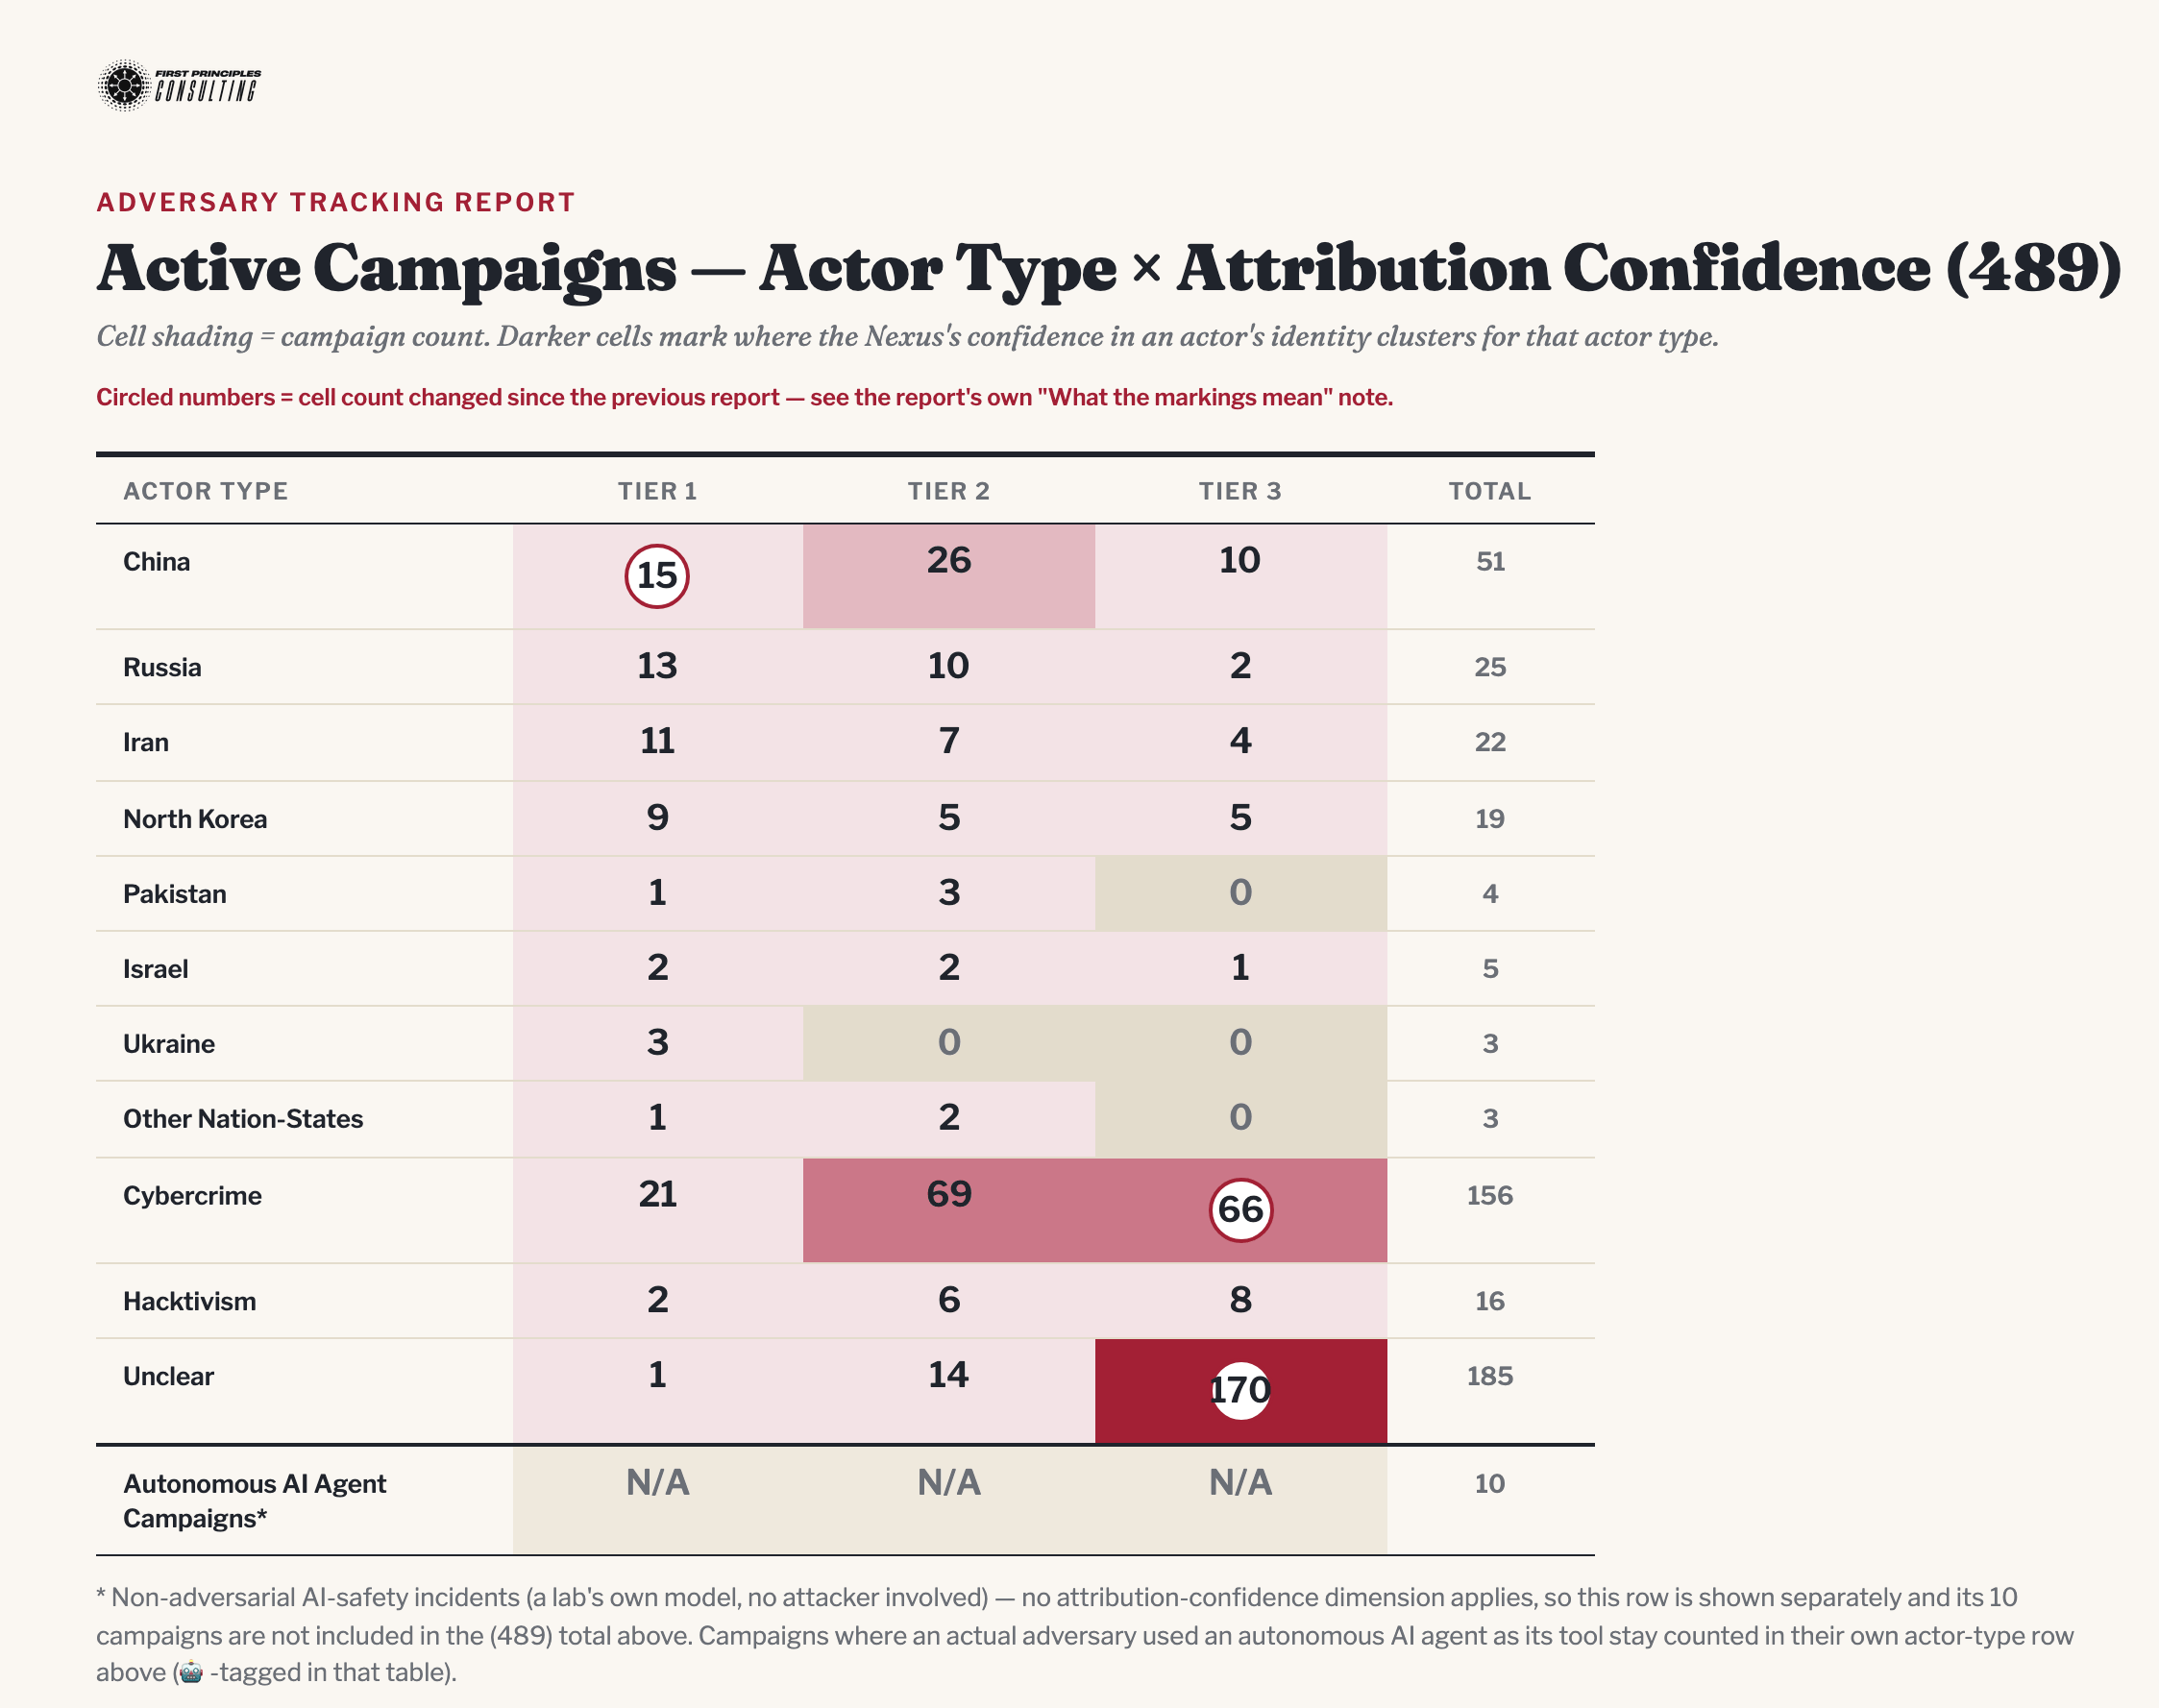 FIRST PRINCIPLES
CONSULTING
ADVERSARY TRACKING REPORT
Active Campaigns — Actor Type × Attribution Confidence (489)
Cell shading = campaign count. Darker cells mark where the Nexus's confidence in an actor's identity clusters for that actor type.
Circled numbers = cell count changed since the previous report — see the report's own "What the markings mean" note.
ACTOR TYPE TIER 1 TIER 2 TIER 3 TOTAL
China 15 26 10 51
Russia 13 10 2 25
Iran 11 7 4 22
North Korea 9 5 5 19
Pakistan 1 3 0 4
Israel 2 2 1 5
Ukraine 3 0 0 3
Other Nation-States 1 2 0 3
Cybercrime 21 69 66 156
Hacktivism 2 6 8 16
Unclear 1 14 170 185
Autonomous AI Agent N/A N/A N/A 10
Campaigns*
* Non-adversarial AI-safety incidents (a lab's own model, no attacker involved) — no attribution-confidence dimension applies, so this row is shown separately and its 10
campaigns are not included in the (489) total above. Campaigns where an actual adversary used an autonomous AI agent as its tool stay counted in their own actor-type row
above (🤖 -tagged in that table).